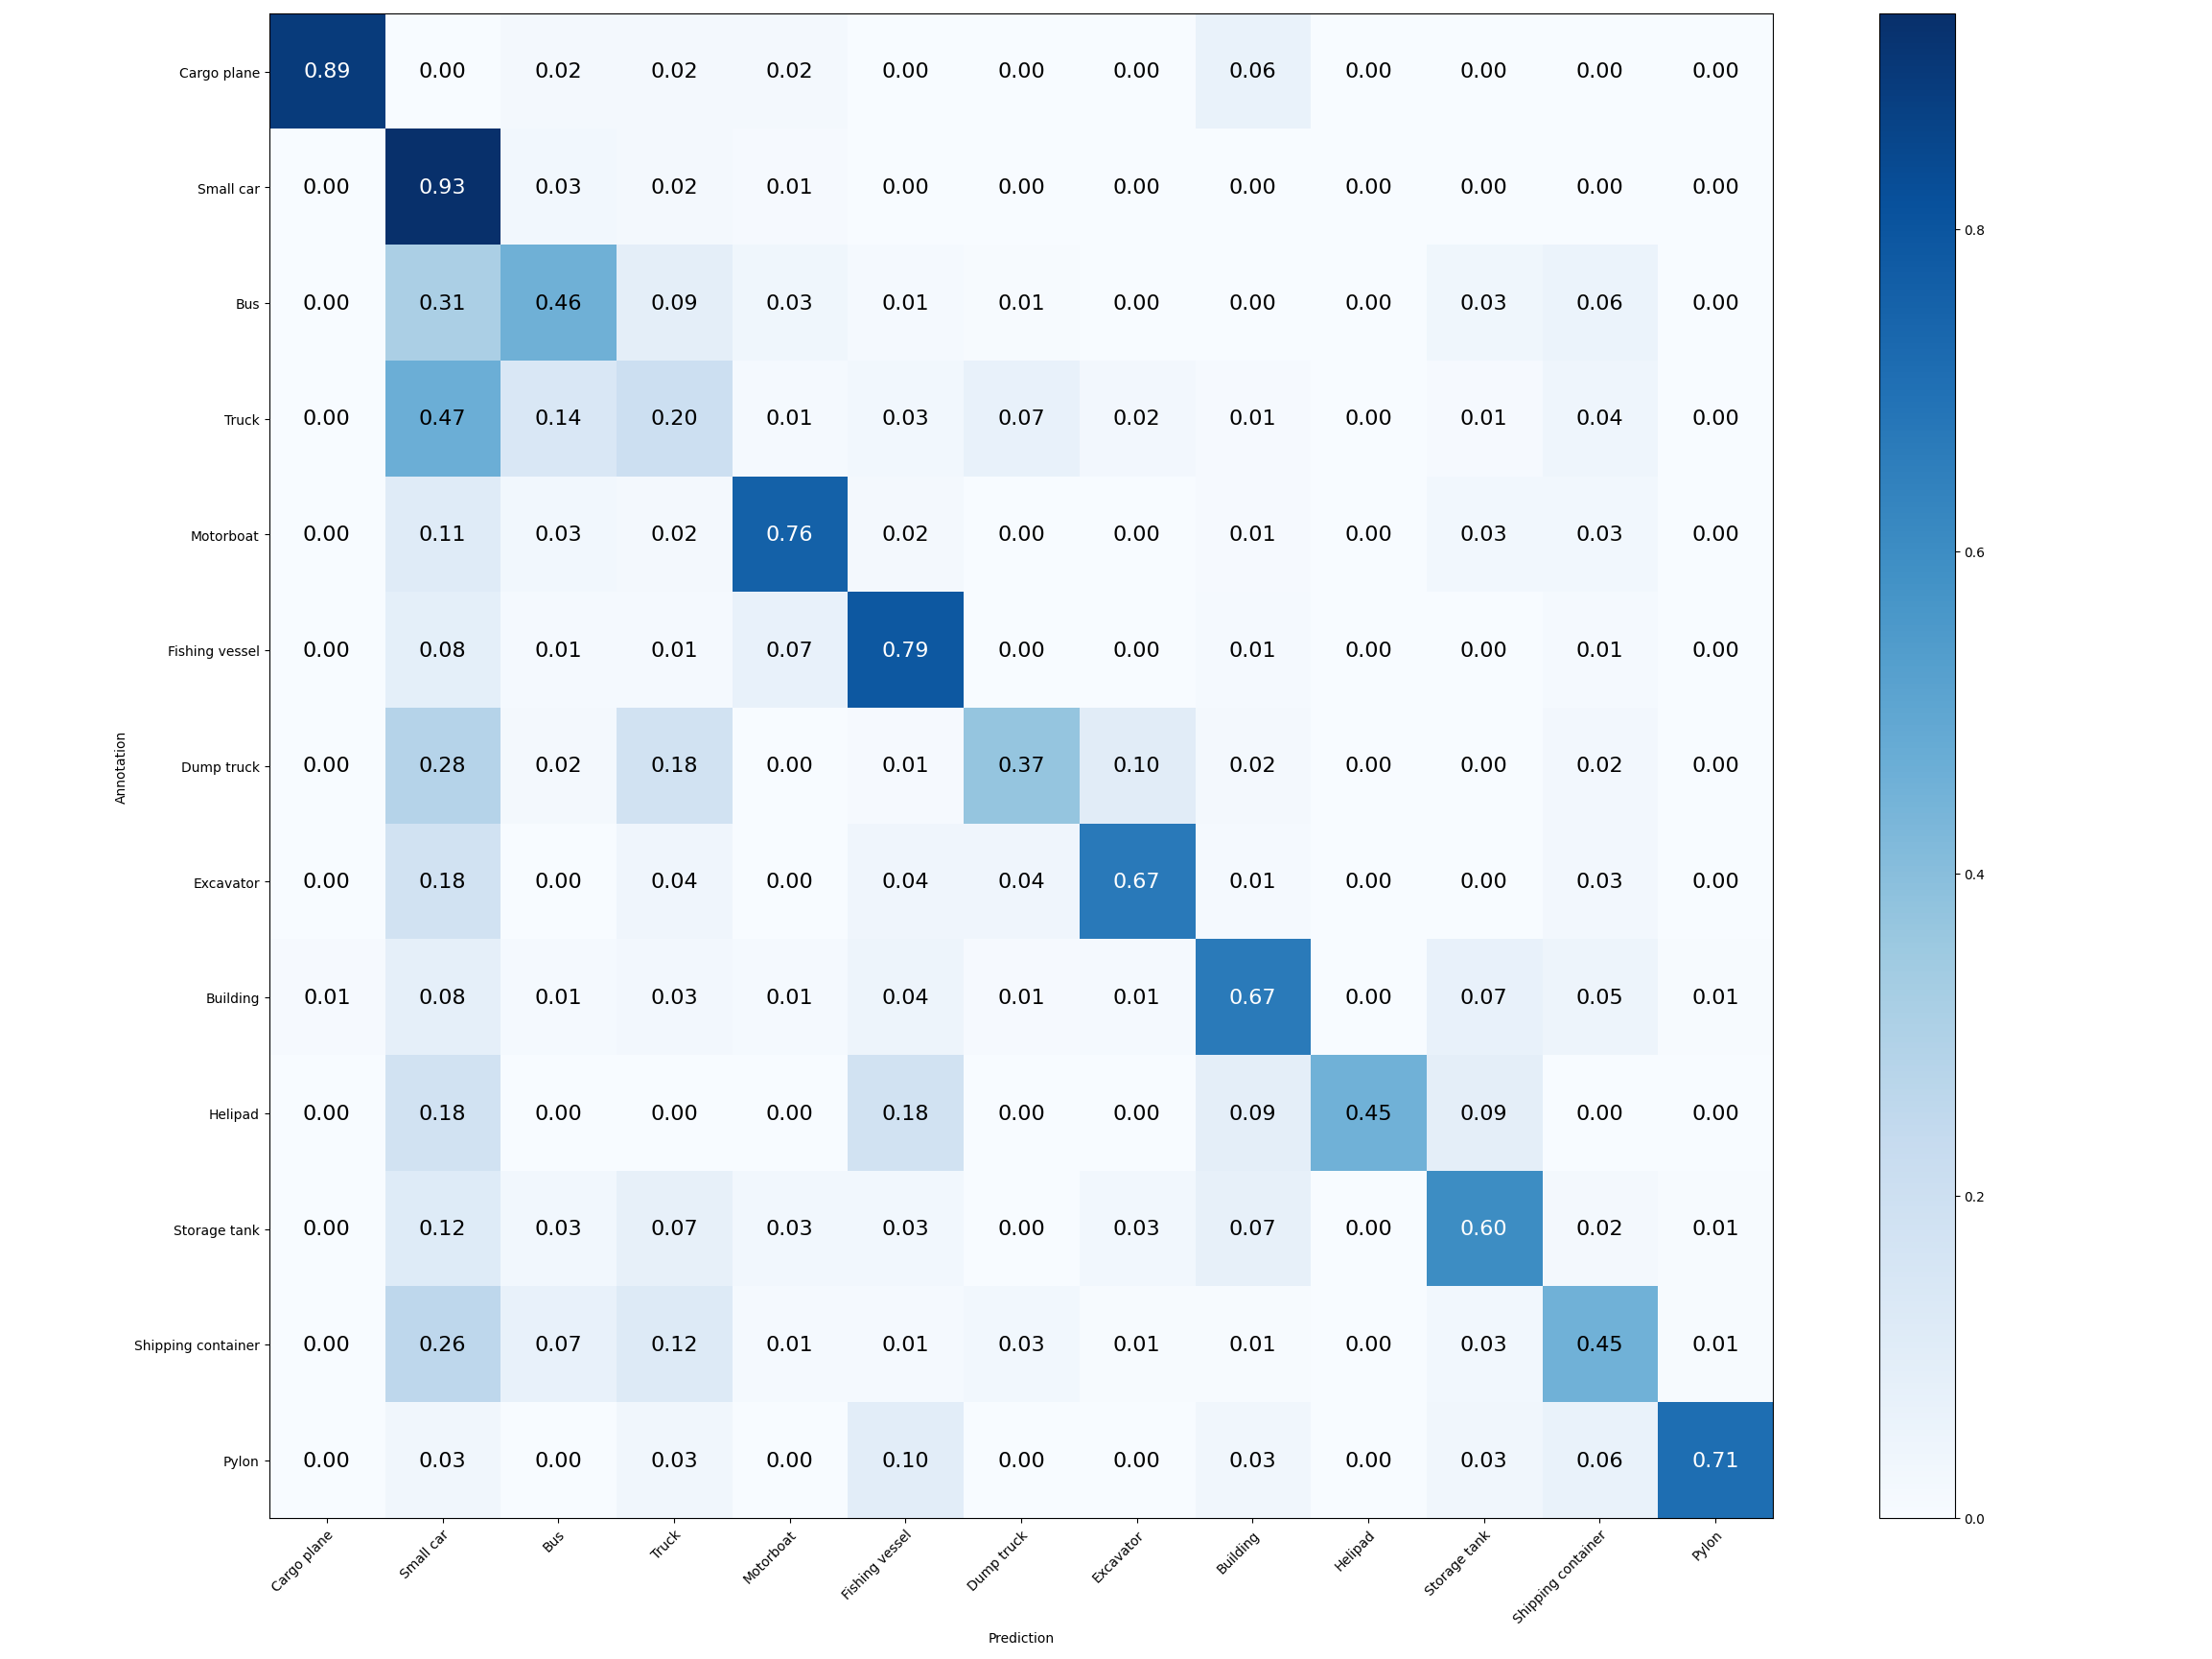 Cargo plane 0.89 0.00 0.02 0.02 0.02 0.00 0.00 0.00 0.06 0.00 0.00 0.00 0.00
Small car 0.00 0.93 0.03 0.02 0.01 0.00 0.00 0.00 0.00 0.00 0.00 0.00 0.00
0.8
Bus 0.00 0.31 0.46 0.09 0.03 0.01 0.01 0.00 0.00 0.00 0.03 0.06 0.00
Truck 0.00 0.47 0.14 0.20 0.01 0.03 0.07 0.02 0.01 0.00 0.01 0.04 0.00
Motorboat 0.00 0.11 0.03 0.02 0.76 0.02 0.00 0.00 0.01 0.00 0.03 0.03 0.00
0.6
Fishing vessel 0.00 0.08 0.01 0.01 0.07 0.79 0.00 0.00 0.01 0.00 0.00 0.01 0.00
Annotation
Dump truck 0.00 0.28 0.02 0.18 0.00 0.01 0.37 0.10 0.02 0.00 0.00 0.02 0.00
0.4
Excavator 0.00 0.18 0.00 0.04 0.00 0.04 0.04 0.67 0.01 0.00 0.00 0.03 0.00
Building 0.01 0.08 0.01 0.03 0.01 0.04 0.01 0.01 0.67 0.00 0.07 0.05 0.01
Helipad 0.00 0.18 0.00 0.00 0.00 0.18 0.00 0.00 0.09 0.45 0.09 0.00 0.00
0.2
Storage tank 0.00 0.12 0.03 0.07 0.03 0.03 0.00 0.03 0.07 0.00 0.60 0.02 0.01
Shipping container 0.00 0.26 0.07 0.12 0.01 0.01 0.03 0.01 0.01 0.00 0.03 0.45 0.01
Pylon 0.00 0.03 0.00 0.03 0.00 0.10 0.00 0.00 0.03 0.00 0.03 0.06 0.71
0.0
Cargo plane Small car Bus Truck Motorboat Fishing vessel Dump truck Excavator Building Helipad Storage tank Shipping container Pylon
Prediction